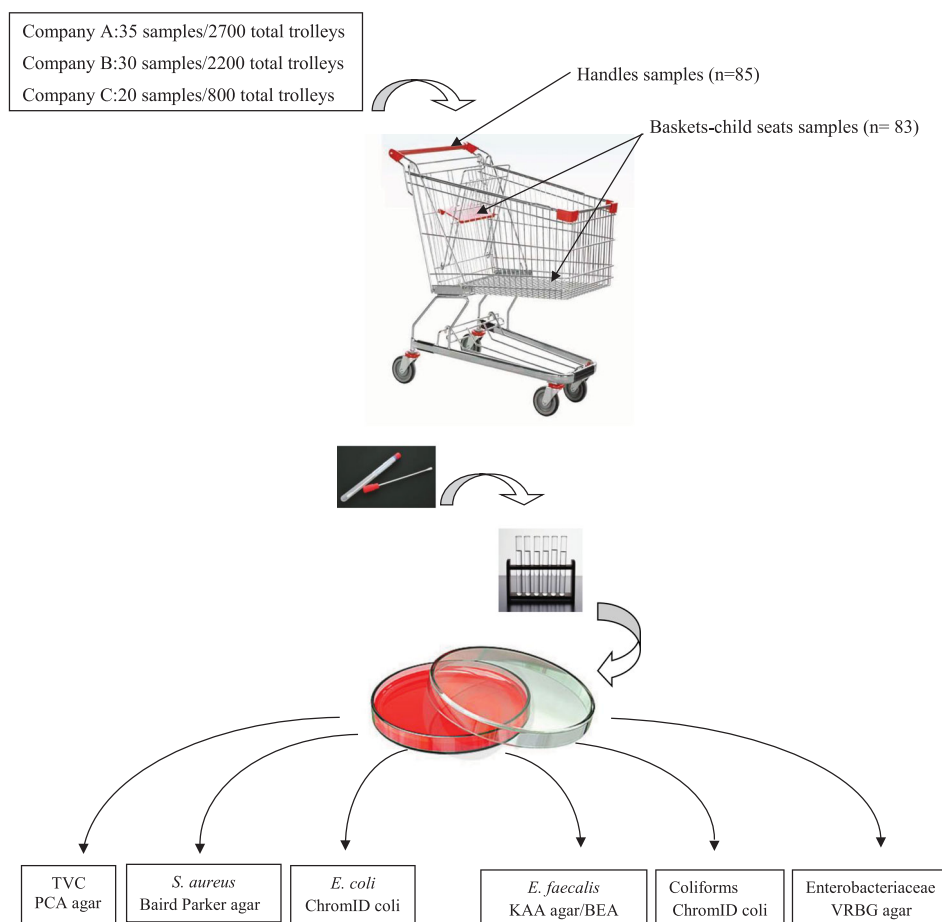 Company A:35 samples/2700 total trolleys
Company B:30 samples/2200 total trolleys
Company C:20 samples/800 total trolleys
Handles samples (n=85)
Baskets-child seats samples (n= 83)
TVC
PCA agar
S. aureus
Baird Parker agar
E. coli
ChromID coli
E. faecalis
KAA agar/BEA
Coliforms
ChromID coli
Enterobacteriaceae
VRBG agar